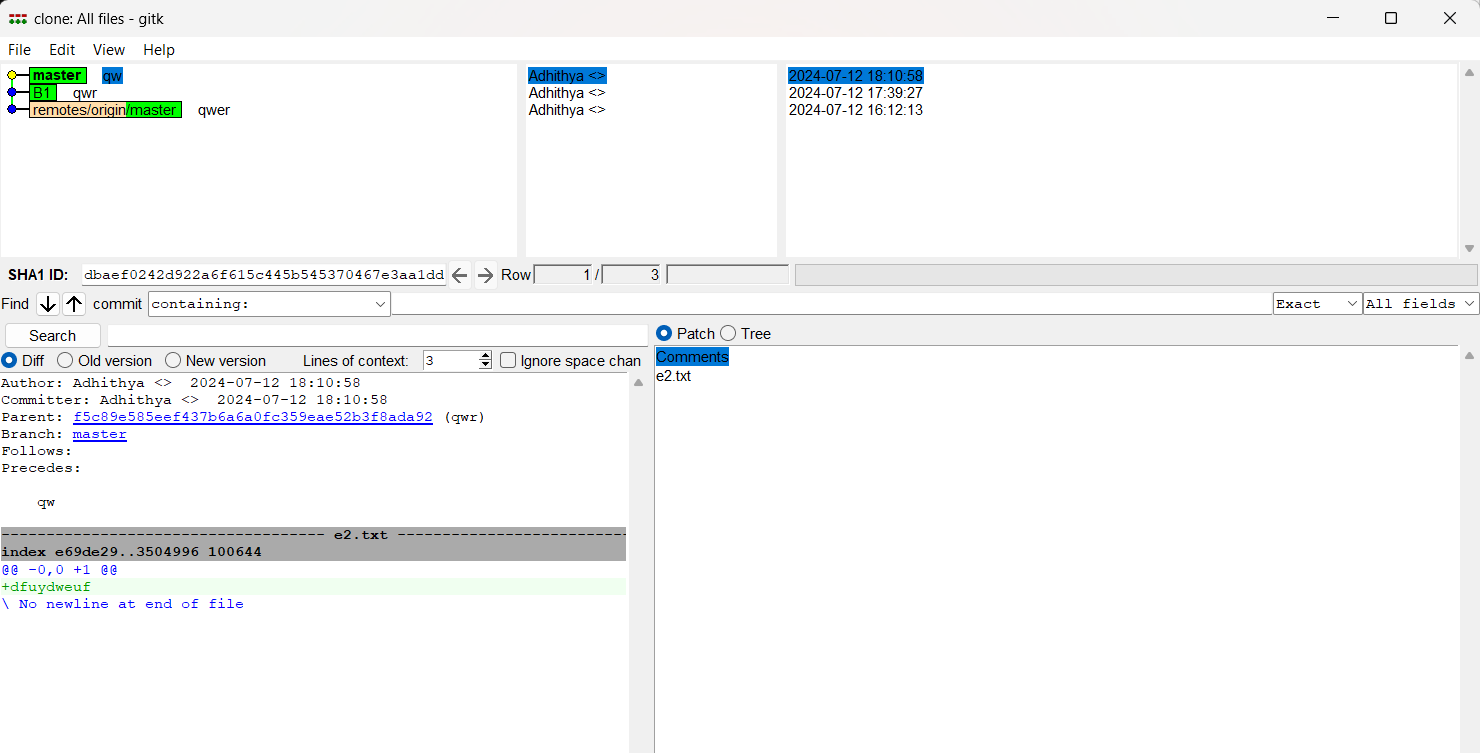 clone: All files - gitk
File Edit View Help
master qw Adhithya <> 2024-07-12 18:10:58
B1 qwr Adhithya <> 2024-07-12 17:39:27
remotes/origin/master qwer Adhithya <> 2024-07-12 16:12:13
SHA1 ID: dbaef0242d922a6f615c445b545370467e3aa1dd Row 1 / 3
Find commit containing: Exact All fields
Search
Patch Tree
Diff Old version New version Lines of context: 3 Ignore space chan
Comments
e2.txt
Author: Adhithya <> 2024-07-12 18:10:58
Committer: Adhithya <> 2024-07-12 18:10:58
Parent: f5c89e585eef437b6a6a0fc359eae52b3f8ada92 (qwr)
Branch: master
Follows:
Precedes:
qw
------------------------------------ e2.txt --------------------------
index e69de29..3504996 100644
@@ -0,0 +1 @@
+dfuydweuf
\ No newline at end of file